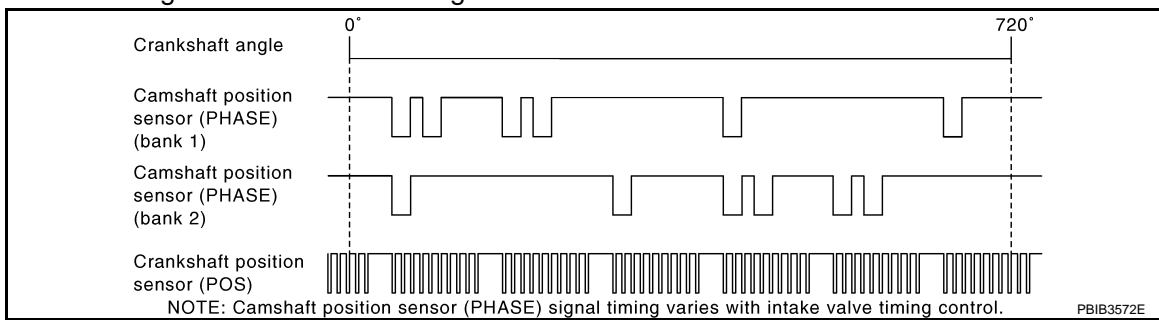 0˚
720˚
Crankshaft angle
Camshaft position
sensor (PHASE)
(bank 1)
Camshaft position
sensor (PHASE)
(bank 2)
Crankshaft position
sensor (POS)
NOTE: Camshaft position sensor (PHASE) signal timing varies with intake valve timing control.
PBIB3572E